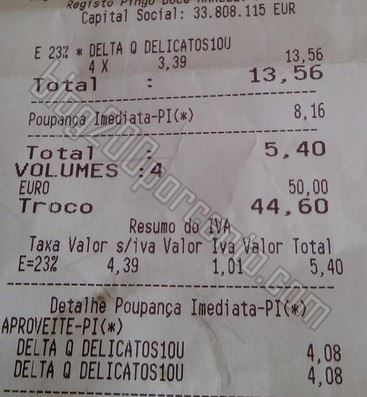 Registo Pingo Doce
Capital Social: 33.808.115 EUR
E 23% * DELTA Q DELICATOS10U
4 X 3,39 13,56
Total : 13,56
Poupança Imediata-PI(*) 8,16
Total : 5,40
VOLUMES :4
EURO 50,00
Troco 44,60
Resumo do IVA
Taxa Valor s/iva Valor Iva Valor Total
E=23% 4,39 1,01 5,40
Detalhe Poupança Imediata-PI(*)
APROVEITE-PI(*)
DELTA Q DELICATOS10U 4,08
DELTA Q DELICATOS10U 4,08